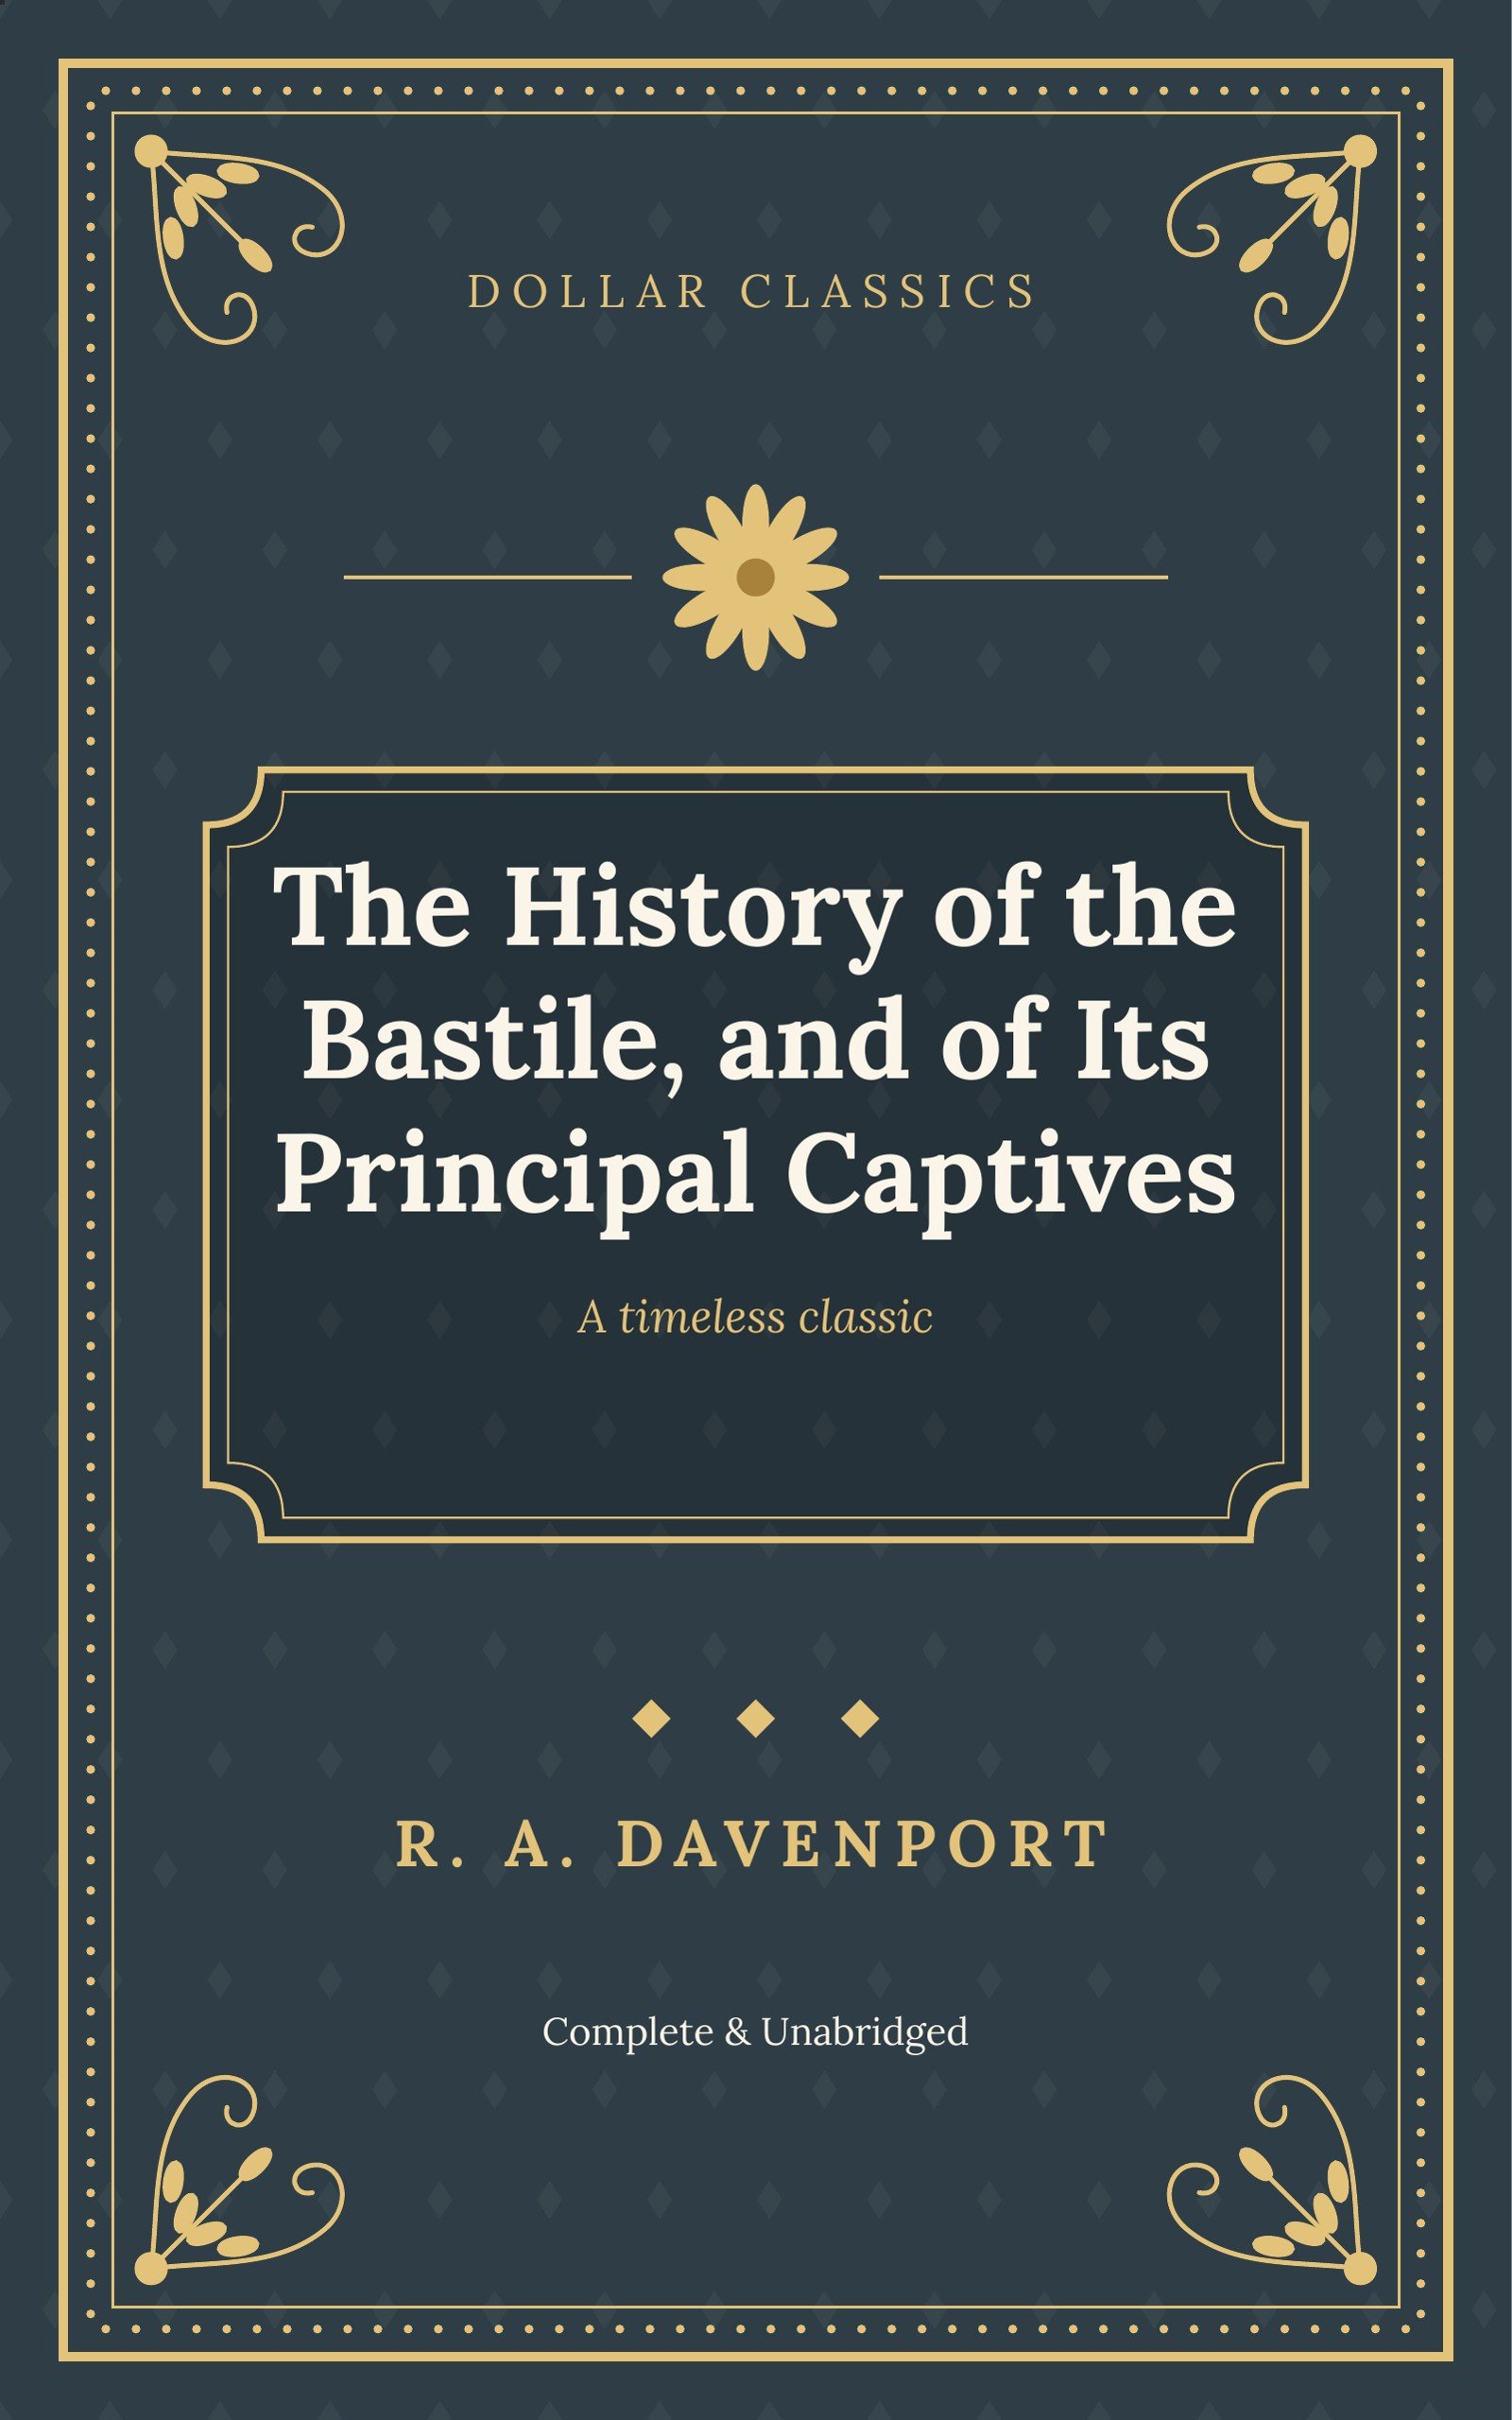 DOLLAR CLASSICS
The History of the
Bastile, and of Its
Principal Captives
A timeless classic
R. A. DAVENPORT
Complete & Unabridged